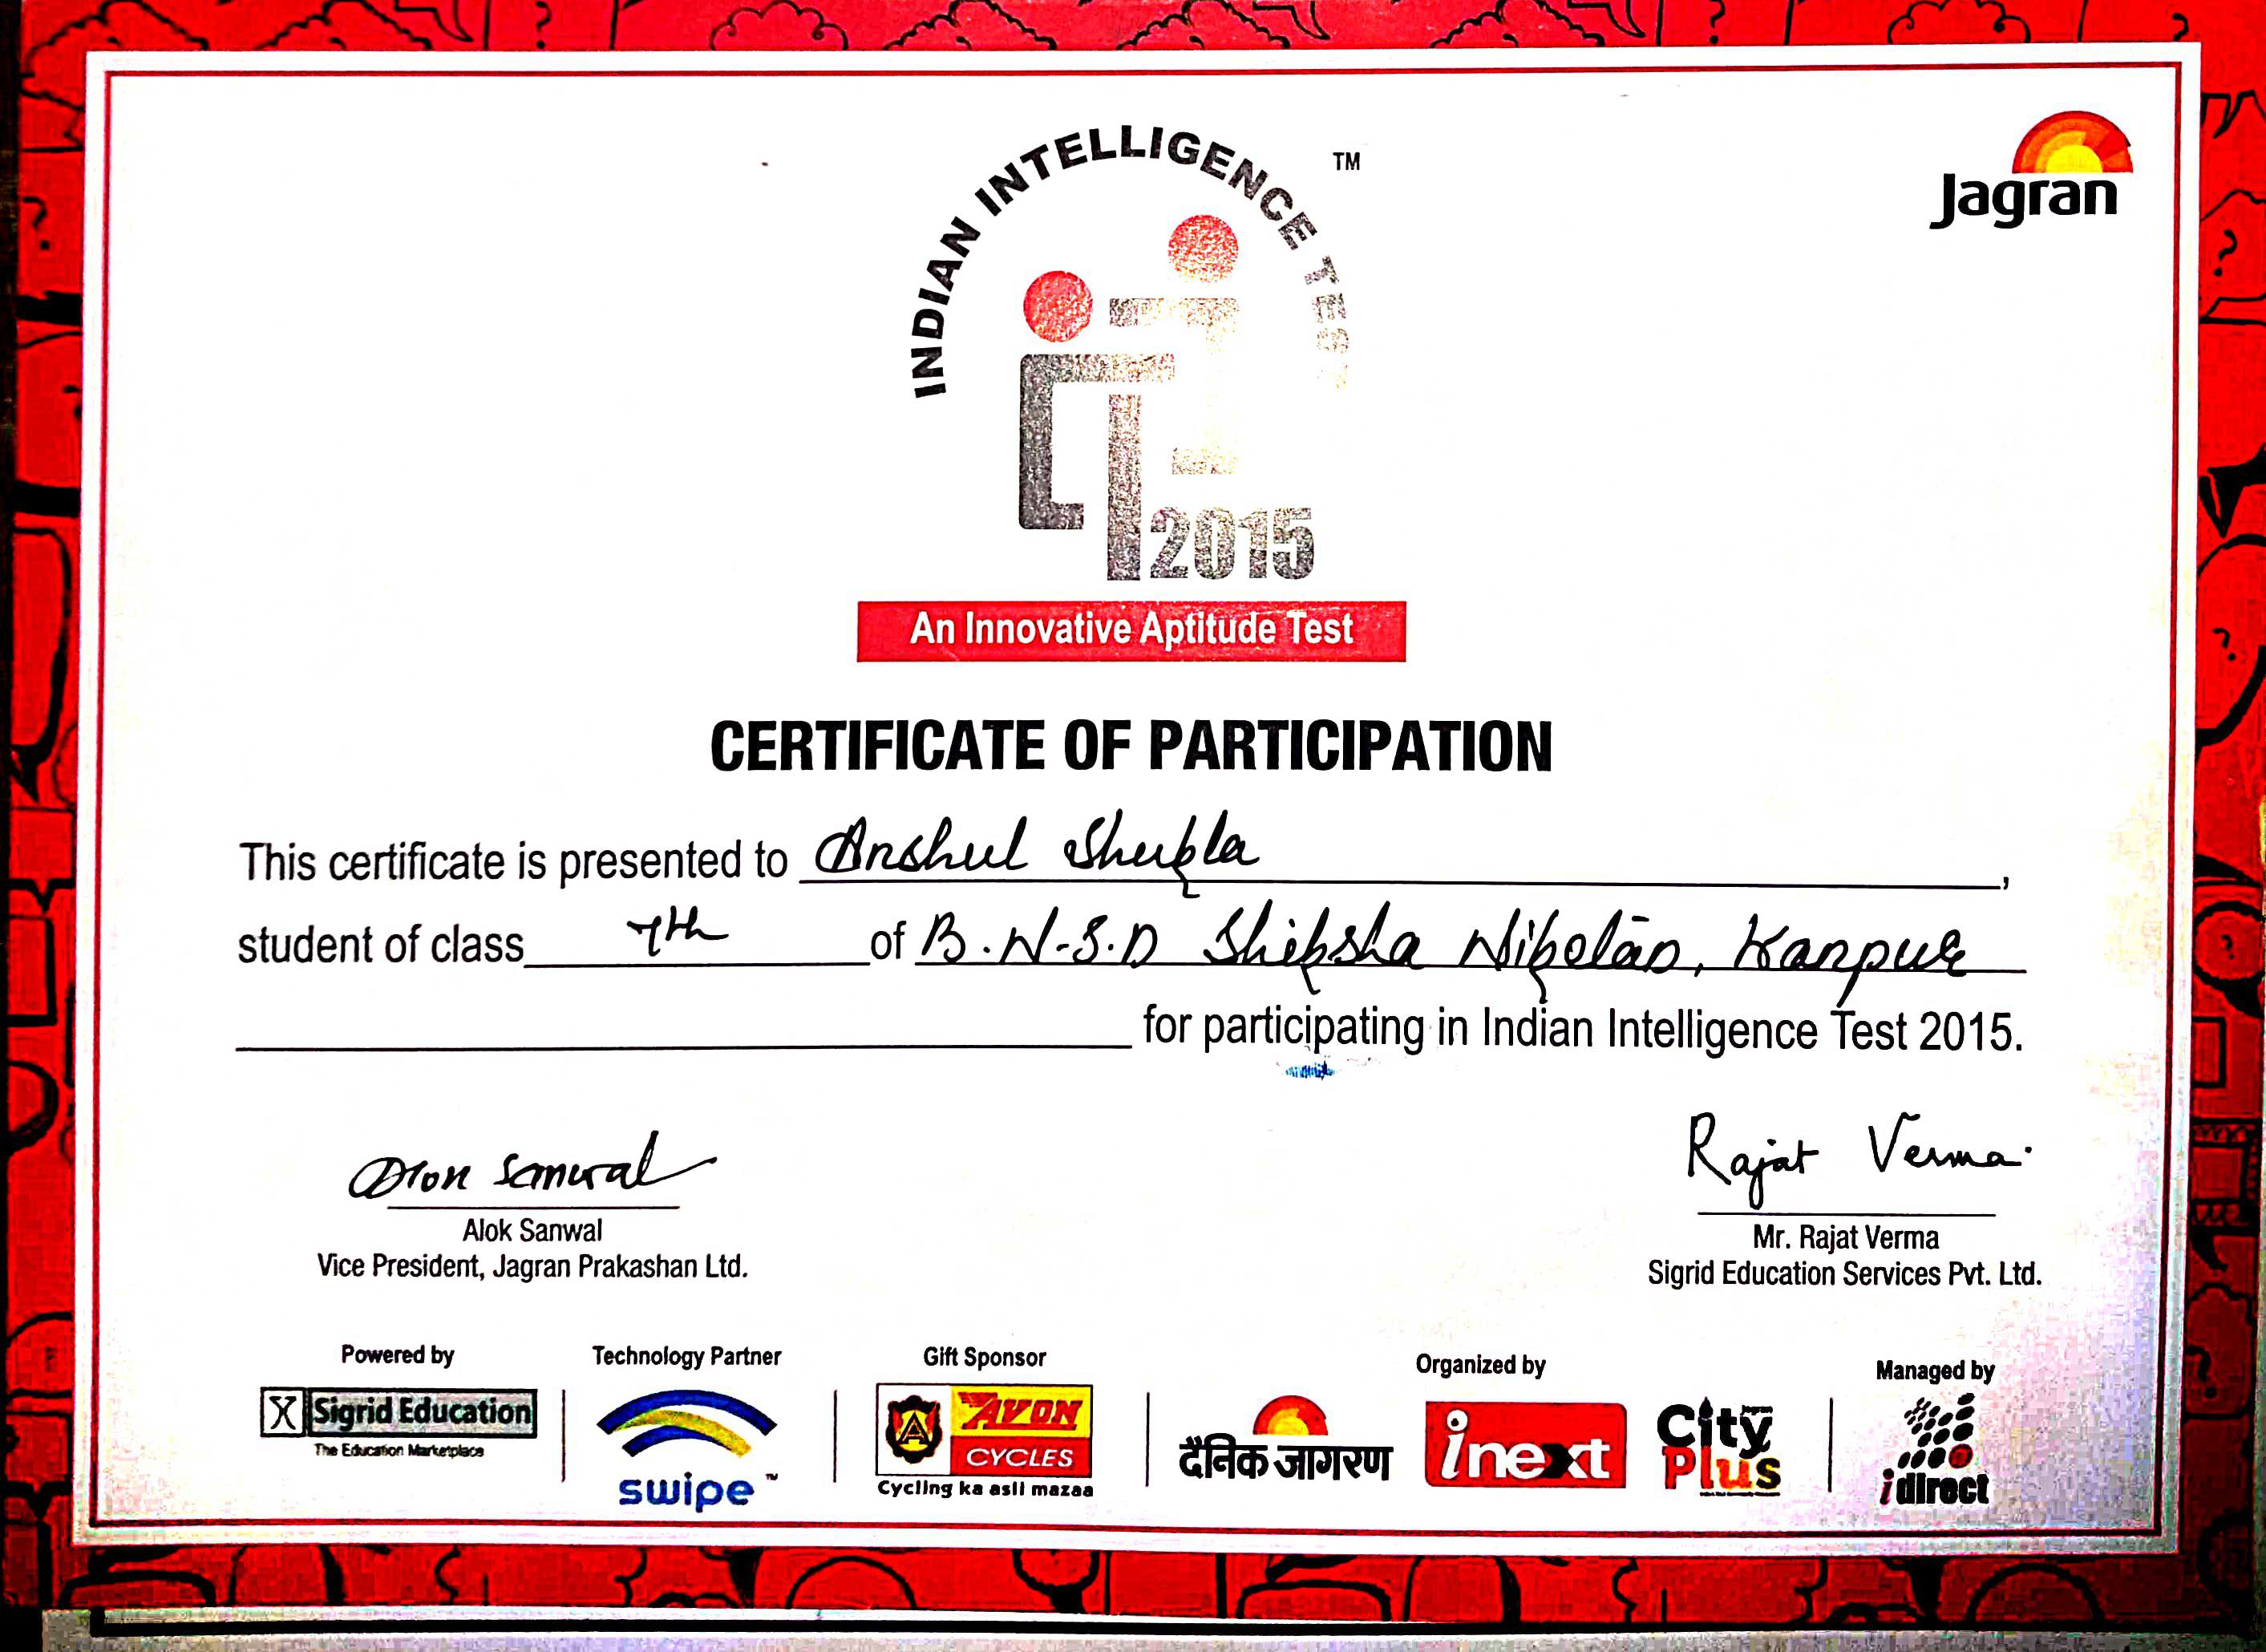 INDIAN INTELLIGENCE TEST
TM
Jagran
2015
An Innovative Aptitude Test
CERTIFICATE OF PARTICIPATION
This certificate is presented to Anshul Shukla,
student of class 7th of B.N.S.D Shiksha Niketan, Kanpur
for participating in Indian Intelligence Test 2015.
Alok Sanwal
Rajat Verma
Alok Sanwal
Vice President, Jagran Prakashan Ltd.
Mr. Rajat Verma
Sigrid Education Services Pvt. Ltd.
Powered by
Technology Partner
Gift Sponsor
Organized by
Managed by
X Sigrid Education
The Education Marketplace
swipe TM
AVON
CYCLES
Cycling ka asli mazaa
दैनिक जागरण
inext
City
Plus
idirect